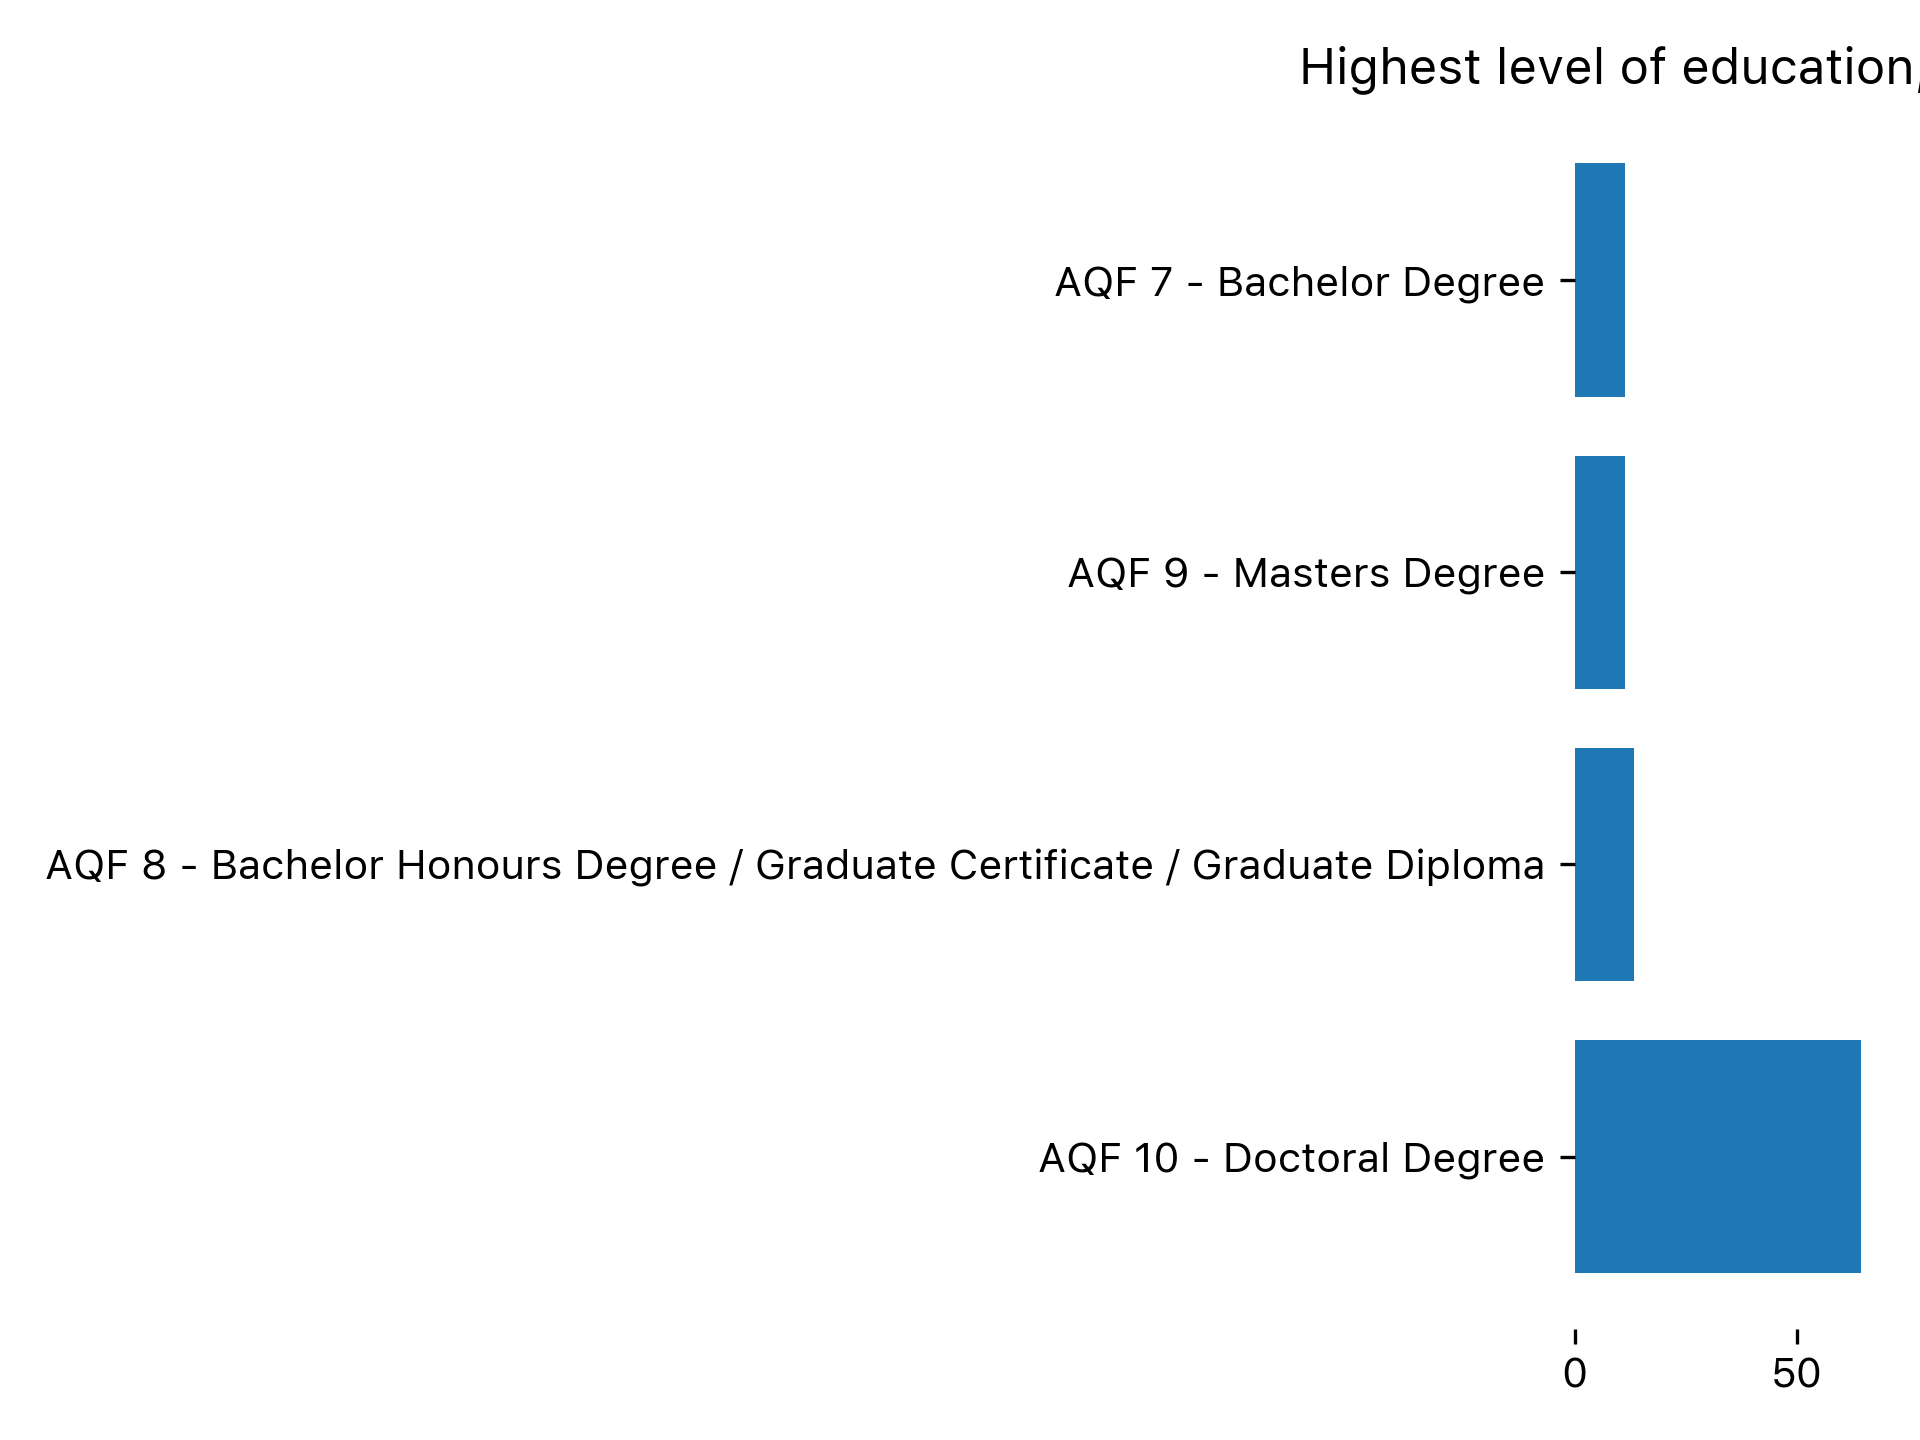 Highest level of education,
AQF 7 - Bachelor Degree
AQF 9 - Masters Degree
AQF 8 - Bachelor Honours Degree / Graduate Certificate / Graduate Diploma
AQF 10 - Doctoral Degree
0 50